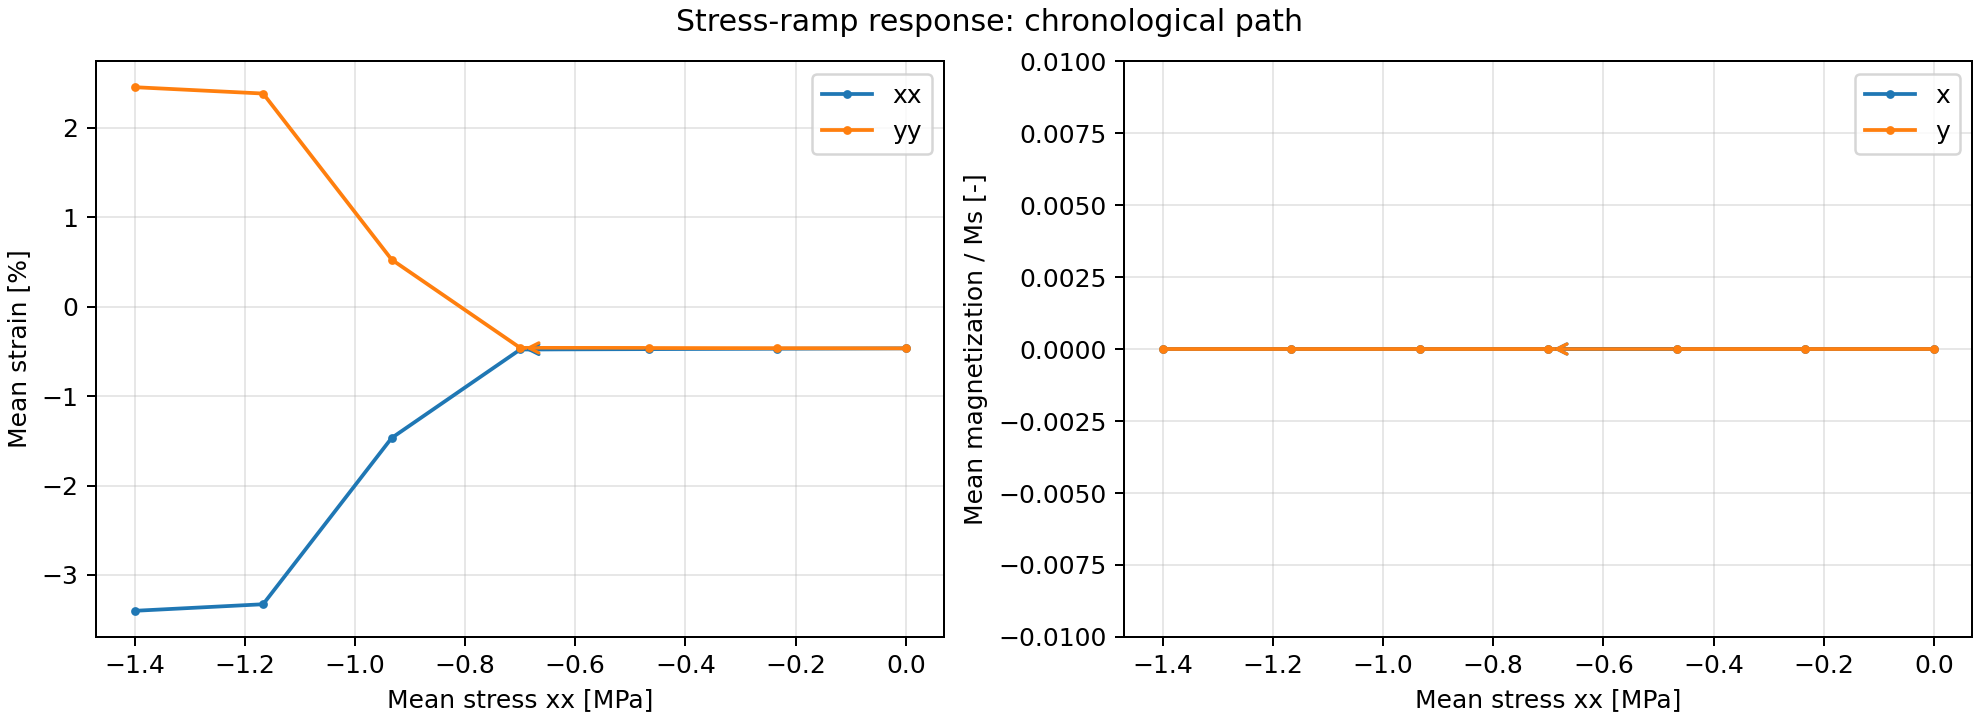 Stress-ramp response: chronological path
Mean strain [%]
2
1
0
−1
−2
−3
xx
yy
−1.4 −1.2 −1.0 −0.8 −0.6 −0.4 −0.2 0.0
Mean stress xx [MPa]
Mean magnetization / Ms [-]
0.0100
0.0075
0.0050
0.0025
0.0000
−0.0025
−0.0050
−0.0075
−0.0100
x
y
−1.4 −1.2 −1.0 −0.8 −0.6 −0.4 −0.2 0.0
Mean stress xx [MPa]